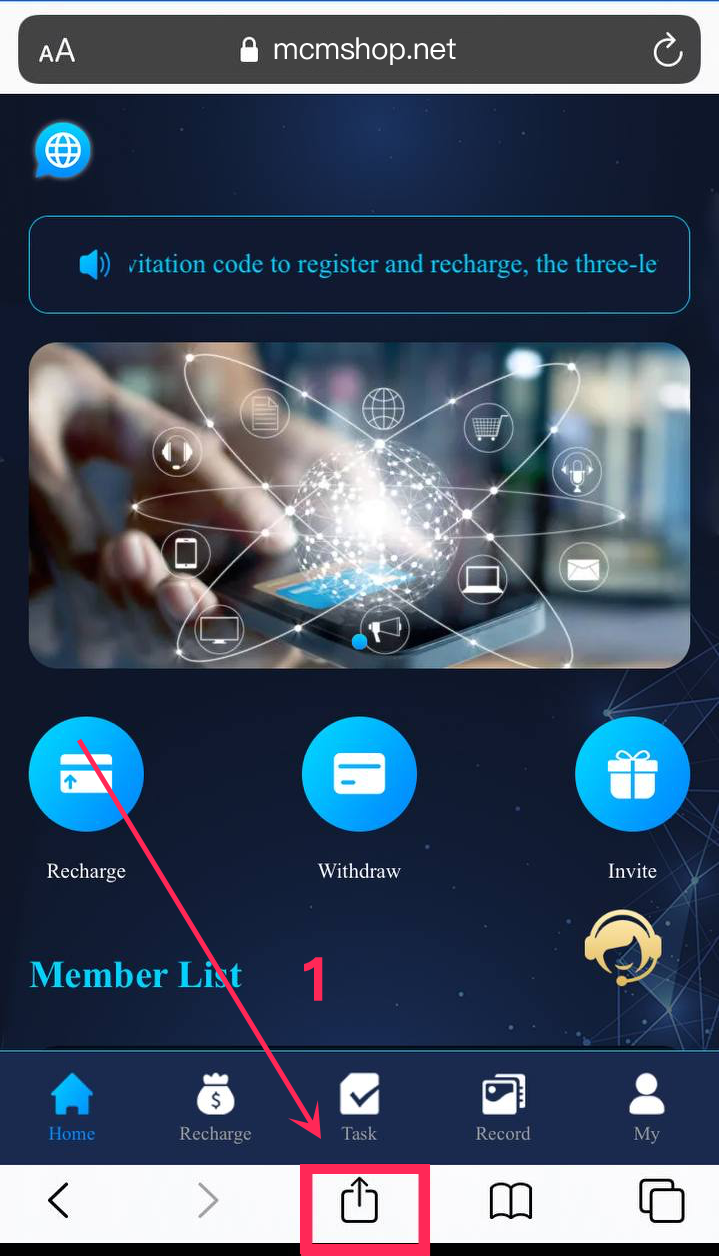 AA
mcmshop.net
vitation code to register and recharge, the three-le
Recharge
Withdraw
Invite
Member List
1
Home
Recharge
Task
Record
My